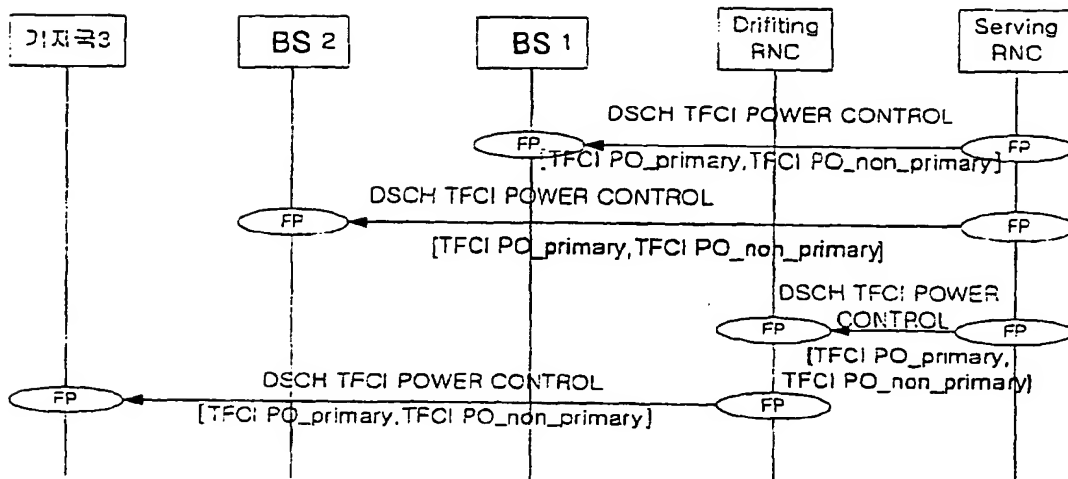 기지국3
BS 2
BS 1
Drifiting
RNC
Serving
RNC
DSCH TFCI POWER CONTROL
FP
FP
[TFCI PO_primary,TFCI PO_non_primary]
DSCH TFCI POWER CONTROL
FP
FP
[TFCI PO_primary,TFCI PO_non_primary]
DSCH TFCI POWER
CONTROL
FP
FP
[TFCI PO_primary,
TFCI PO_non_primary]
DSCH TFCI POWER CONTROL
FP
FP
[TFCI PO_primary,TFCI PO_non_primary]